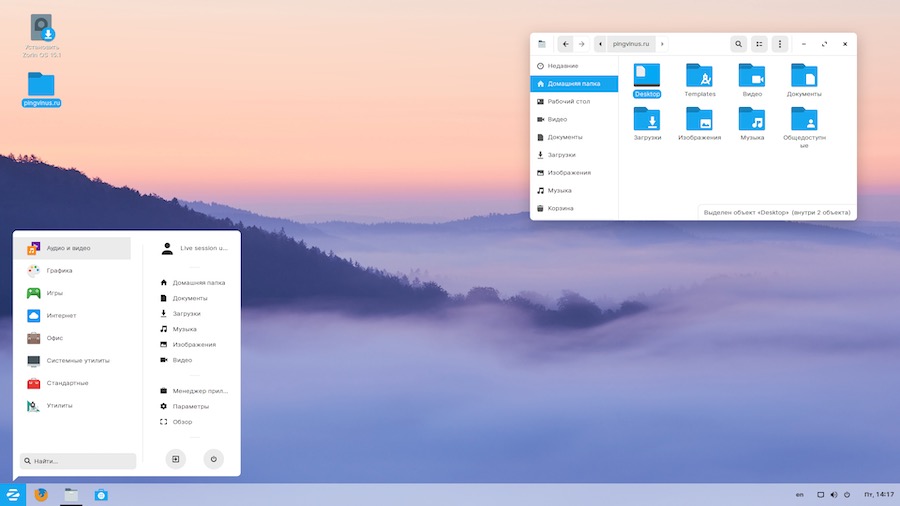 Установить
Zorin OS 15.1
pingvinus.ru
pingvinus.ru
Недавние
Домашняя папка
Рабочий стол
Видео
Документы
Загрузки
Изображения
Музыка
Корзина
Desktop
Templates
Видео
Документы
Загрузки
Изображения
Музыка
Общедоступн
ые
Выделен объект «Desktop» (внутри 2 объекта)
Аудио и видео
Графика
Игры
Интернет
Офис
Системные утилиты
Стандартные
Утилиты
Найти...
Live session u...
Домашняя папка
Документы
Загрузки
Музыка
Изображения
Видео
Менеджер прил...
Параметры
Обзор
en
Пт, 14:17